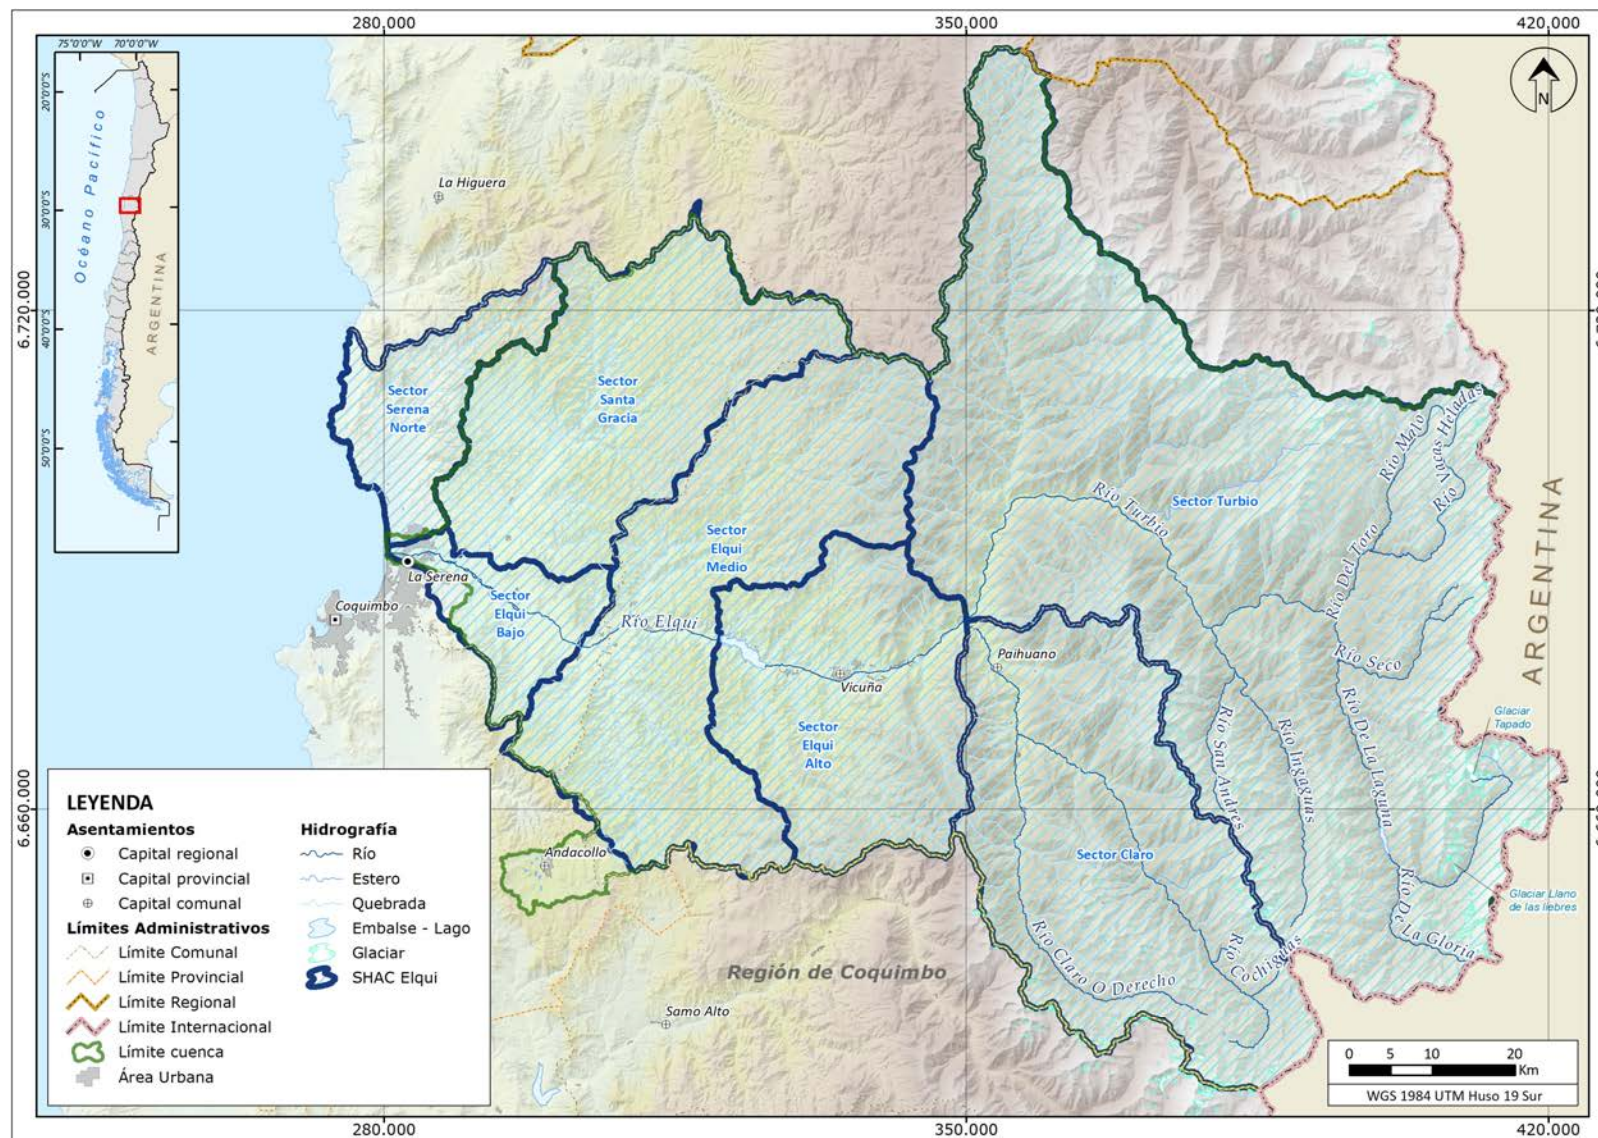 280.000
350.000
420.000
75°0'0"W
70°0'0"W
20°0'0"S
30°0'0"S
40°0'0"S
50°0'0"S
Océano Pacífico
ARGENTINA
N
6.720.000
6.660.000
La Higuera
Sector
Serena
Norte
Sector
Santa
Gracia
Sector
Elqui
Medio
Sector Turbio
Río Turbio
Río Malo
Río
Vacas Heladas
Río Del Toro
La Serena
Coquimbo
Sector
Elqui
Bajo
Río Elqui
Vicuña
Paihuano
Río Seco
ARGENTINA
Sector
Elqui
Alto
Río San Andres
Río Ingaguas
Río De La Laguna
Glaciar
Tapado
Sector Claro
Glaciar Llano
de las liebres
Río De
La Gloria
Río
Cochiguas
Río Claro O Derecho
Andacollo
Región de Coquimbo
Samo Alto
LEYENDA
Asentamientos
Capital regional
Capital provincial
Capital comunal
Límites Administrativos
Límite Comunal
Límite Provincial
Límite Regional
Límite Internacional
Límite cuenca
Área Urbana
Hidrografía
Río
Estero
Quebrada
Embalse - Lago
Glaciar
SHAC Elqui
0 5 10 20
Km
WGS 1984 UTM Huso 19 Sur
280.000
350.000
420.000